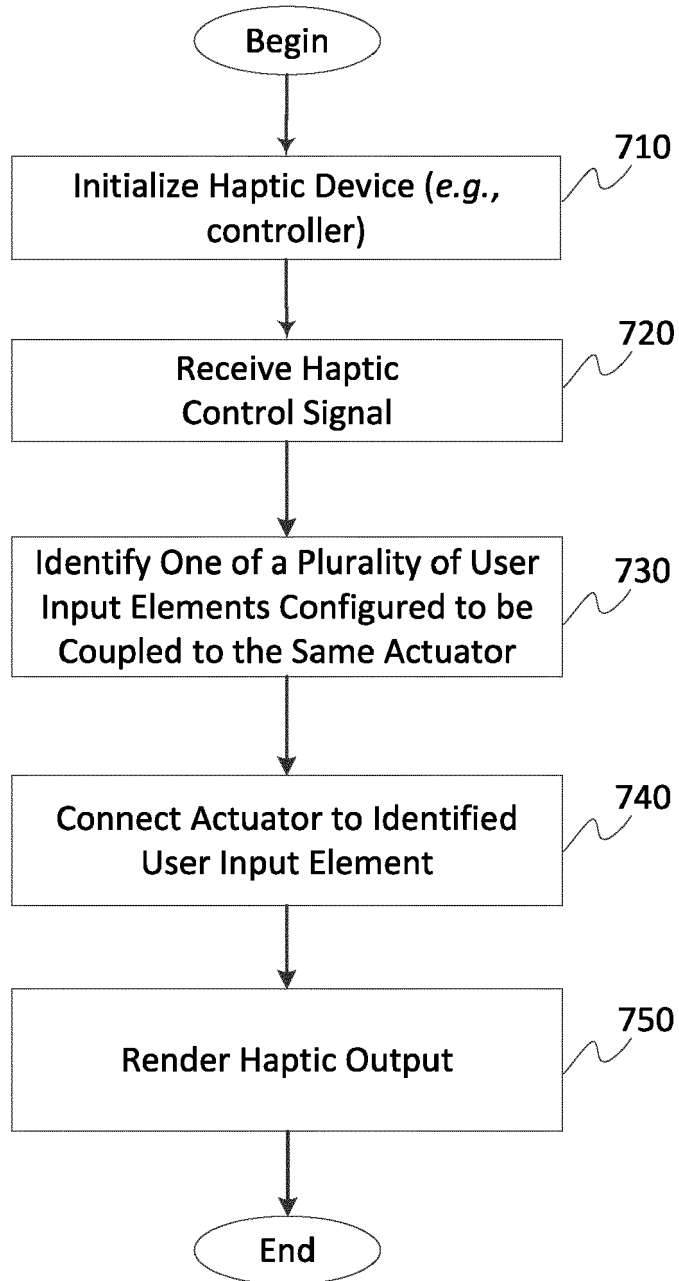 Begin
710
Initialize Haptic Device (e.g.,
controller)
720
Receive Haptic
Control Signal
730
Identify One of a Plurality of User
Input Elements Configured to be
Coupled to the Same Actuator
740
Connect Actuator to Identified
User Input Element
750
Render Haptic Output
End